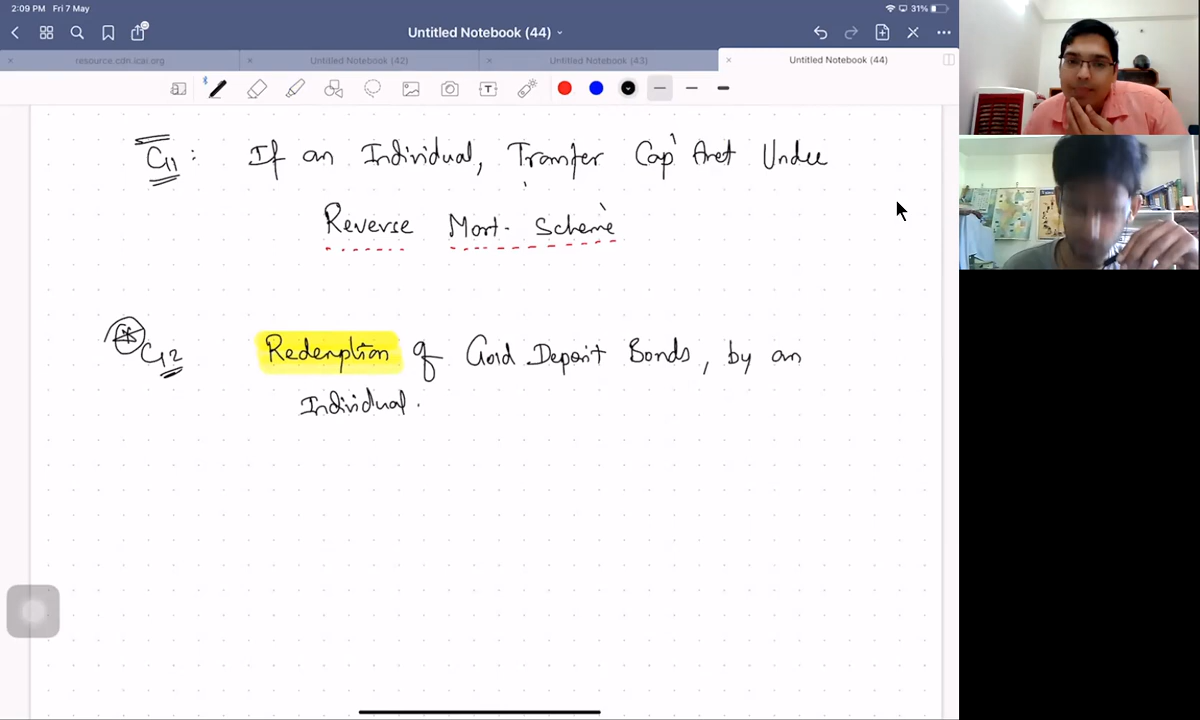 2:09 PM Fri 7 May
31%
Untitled Notebook (44)
resource.cdn.icai.org
Untitled Notebook (42)
Untitled Notebook (43)
Untitled Notebook (44)
C11 : If an Individual, Transfer Cap Asset Under
Reverse Mort. Scheme
C12 Redemption of Gold Deposit Bonds, by an
Individual.